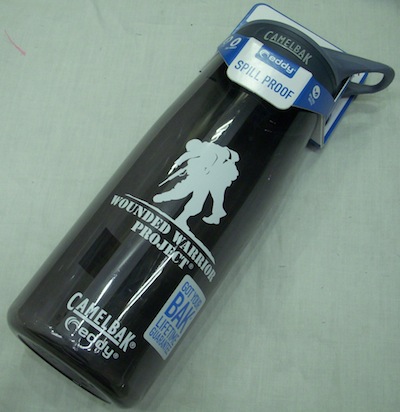 CAMELBAK
eddy
SPILL PROOF
WOUNDED WARRIOR
PROJECT®
CAMELBAK®
eddy®
GOT YOUR
BAK
LIFETIME
GUARANTEE